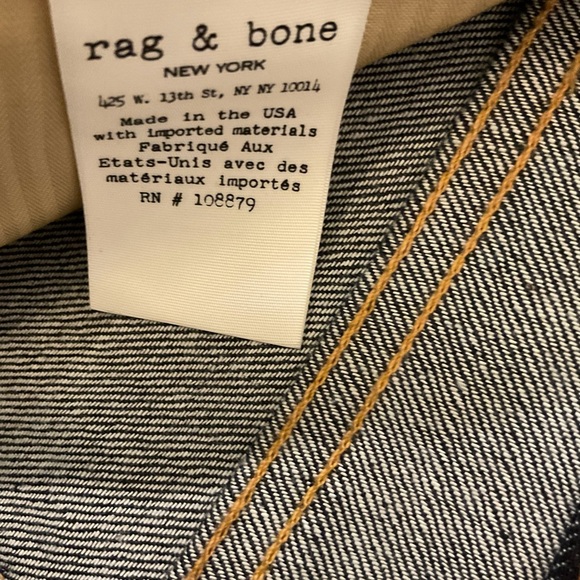 rag & bone
NEW YORK
425 W. 13th St, NY NY 10014
Made in the USA
with imported materials
Fabriqué Aux
Etats-Unis avec des
matériaux importés
RN # 108879